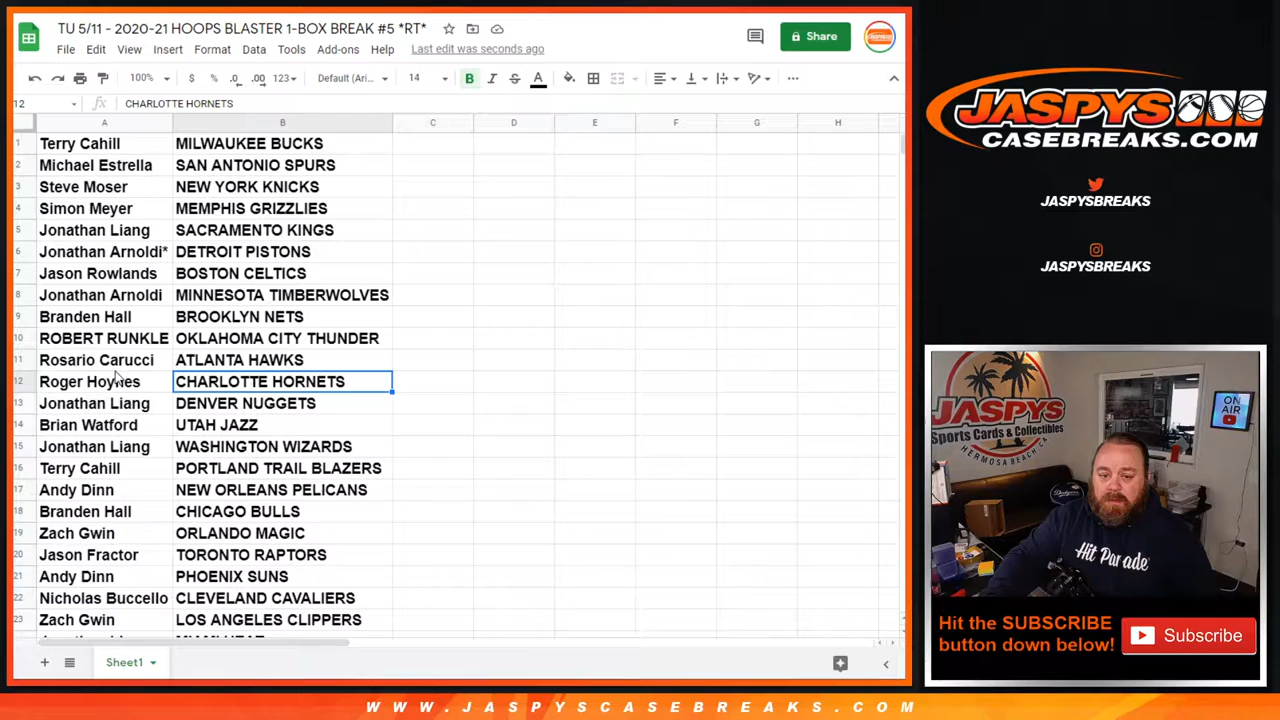 TU 5/11 - 2020-21 HOOPS BLASTER 1-BOX BREAK #5 *RT*
File Edit View Insert Format Data Tools Add-ons Help Last edit was seconds ago
Share
100% $ % .0 .00 123 Default (Ari... 14 B I S A
12 fx CHARLOTTE HORNETS
A B C D E F G H
1 Terry Cahill MILWAUKEE BUCKS
2 Michael Estrella SAN ANTONIO SPURS
3 Steve Moser NEW YORK KNICKS
4 Simon Meyer MEMPHIS GRIZZLIES
5 Jonathan Liang SACRAMENTO KINGS
6 Jonathan Arnoldi* DETROIT PISTONS
7 Jason Rowlands BOSTON CELTICS
8 Jonathan Arnoldi MINNESOTA TIMBERWOLVES
9 Branden Hall BROOKLYN NETS
10 ROBERT RUNKLE OKLAHOMA CITY THUNDER
11 Rosario Carucci ATLANTA HAWKS
12 Roger Hoynes CHARLOTTE HORNETS
13 Jonathan Liang DENVER NUGGETS
14 Brian Watford UTAH JAZZ
15 Jonathan Liang WASHINGTON WIZARDS
16 Terry Cahill PORTLAND TRAIL BLAZERS
17 Andy Dinn NEW ORLEANS PELICANS
18 Branden Hall CHICAGO BULLS
19 Zach Gwin ORLANDO MAGIC
20 Jason Fractor TORONTO RAPTORS
21 Andy Dinn PHOENIX SUNS
22 Nicholas Buccello CLEVELAND CAVALIERS
23 Zach Gwin LOS ANGELES CLIPPERS
Sheet1
JASPYS
CASEBREAKS.COM
JASPYSBREAKS
JASPYSBREAKS
JASPYS
Sports Cards & Collectibles
HERMOSA BEACH, CA
ON
AIR
Dodgers
Hit Parade
Hit the SUBSCRIBE
button down below!
Subscribe
WWW.JASPYSCASEBREAKS.COM